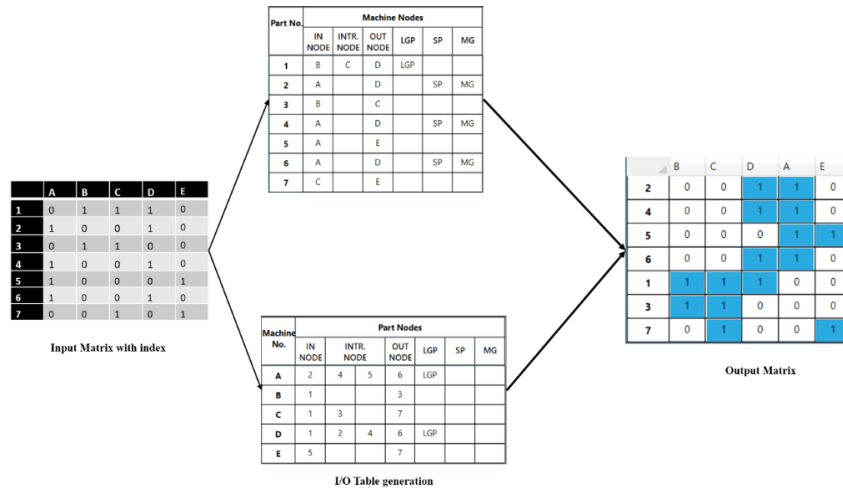 Part No. Machine Nodes
IN NODE INTR. NODE OUT NODE LGP SP MG
1 B C D LGP
2 A D SP MG
3 B C
4 A D SP MG
5 A E
6 A D SP MG
7 C E
A B C D E
1 0 1 1 1 0
2 1 0 0 1 0
3 0 1 1 0 0
4 1 0 0 1 0
5 1 0 0 0 1
6 1 0 0 1 0
7 0 0 1 0 1
Input Matrix with index
Machine No. Part Nodes
IN NODE INTR. NODE OUT NODE LGP SP MG
A 2 4 5 6 LGP
B 1 3
C 1 3 7
D 1 2 4 6 LGP
E 5 7
I/O Table generation
B C D A E
2 0 0 1 1 0
4 0 0 1 1 0
5 0 0 0 1 1
6 0 0 1 1 0
1 1 1 1 0 0
3 1 1 0 0 0
7 0 1 0 0 1
Output Matrix